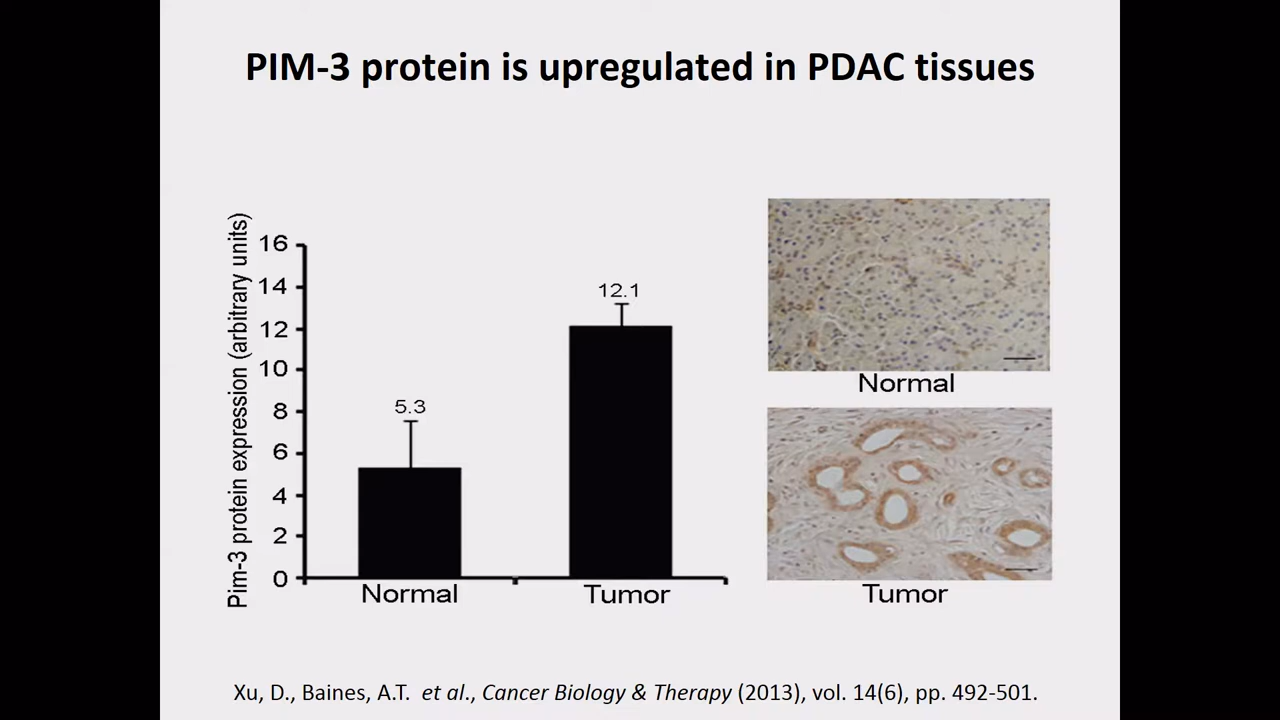 PIM-3 protein is upregulated in PDAC tissues
Pim-3 protein expression (arbitrary units)
16
14
12
10
8
6
4
2
0
5.3
12.1
Normal
Tumor
Normal
Tumor
Xu, D., Baines, A.T. et al., Cancer Biology & Therapy (2013), vol. 14(6), pp. 492-501.